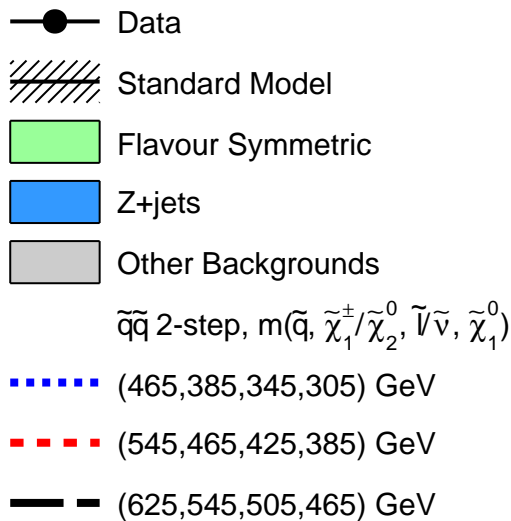 Data
Standard Model
Flavour Symmetric
Z+jets
Other Backgrounds
q̃q̃ 2-step, m(q̃, χ̃₁^±/χ̃₂⁰, l̃/ν̃, χ̃₁⁰)
(465,385,345,305) GeV
(545,465,425,385) GeV
(625,545,505,465) GeV